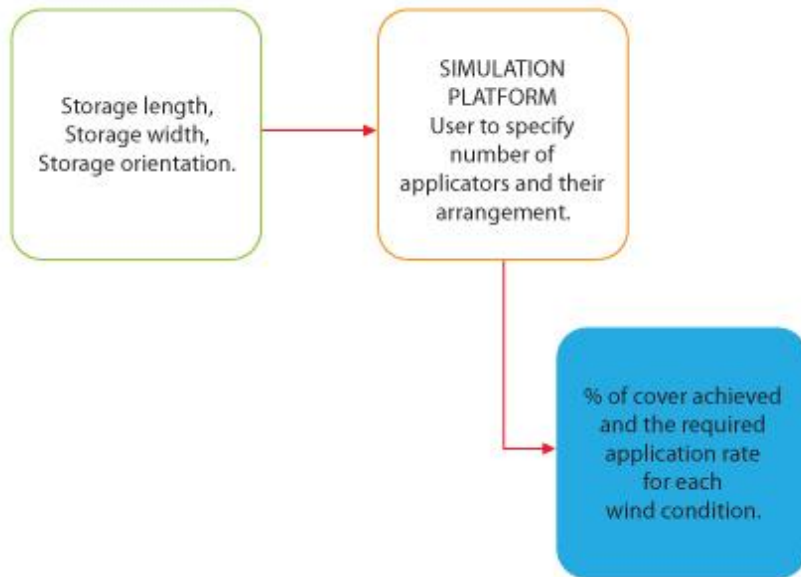 Storage length,
Storage width,
Storage orientation.
SIMULATION
PLATFORM
User to specify
number of
applicators and their
arrangement.
% of cover achieved
and the required
application rate
for each
wind condition.